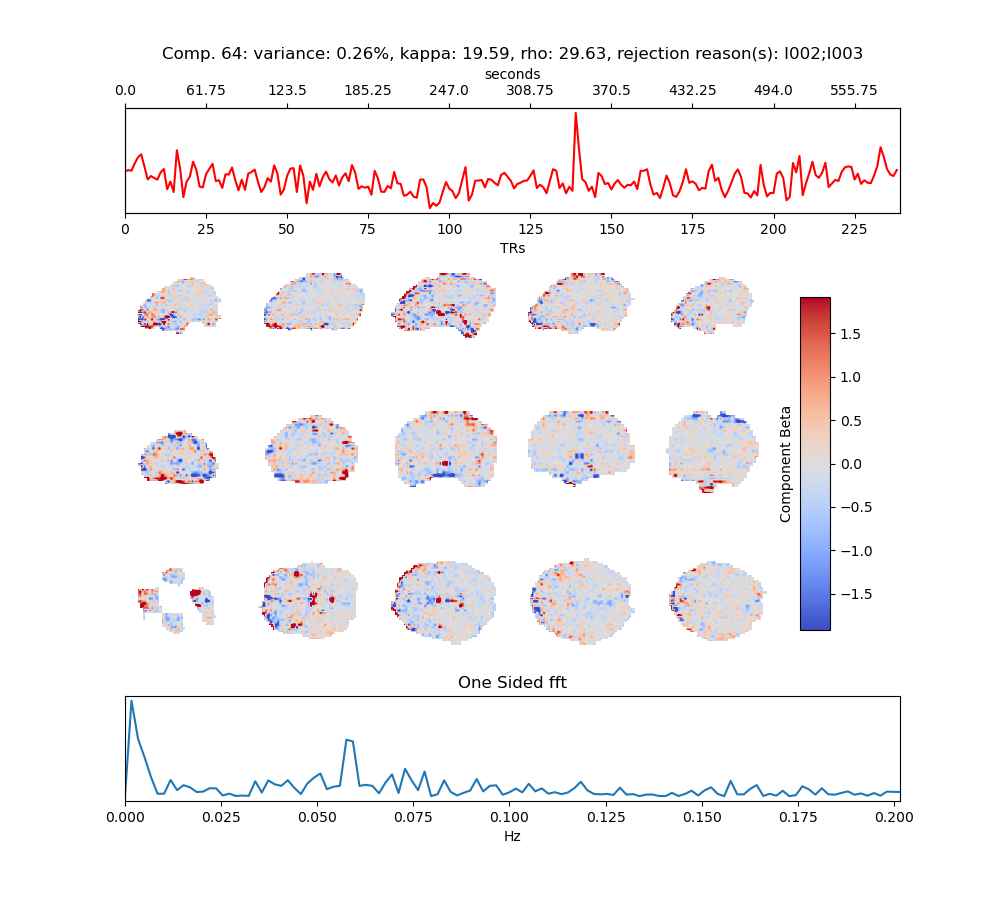 Comp. 64: variance: 0.26%, kappa: 19.59, rho: 29.63, rejection reason(s): I002;I003
seconds
0.0 61.75 123.5 185.25 247.0 308.75 370.5 432.25 494.0 555.75
0 25 50 75 100 125 150 175 200 225
TRs
Component Beta
1.5
1.0
0.5
0.0
−0.5
−1.0
−1.5
One Sided fft
0.000 0.025 0.050 0.075 0.100 0.125 0.150 0.175 0.200
Hz